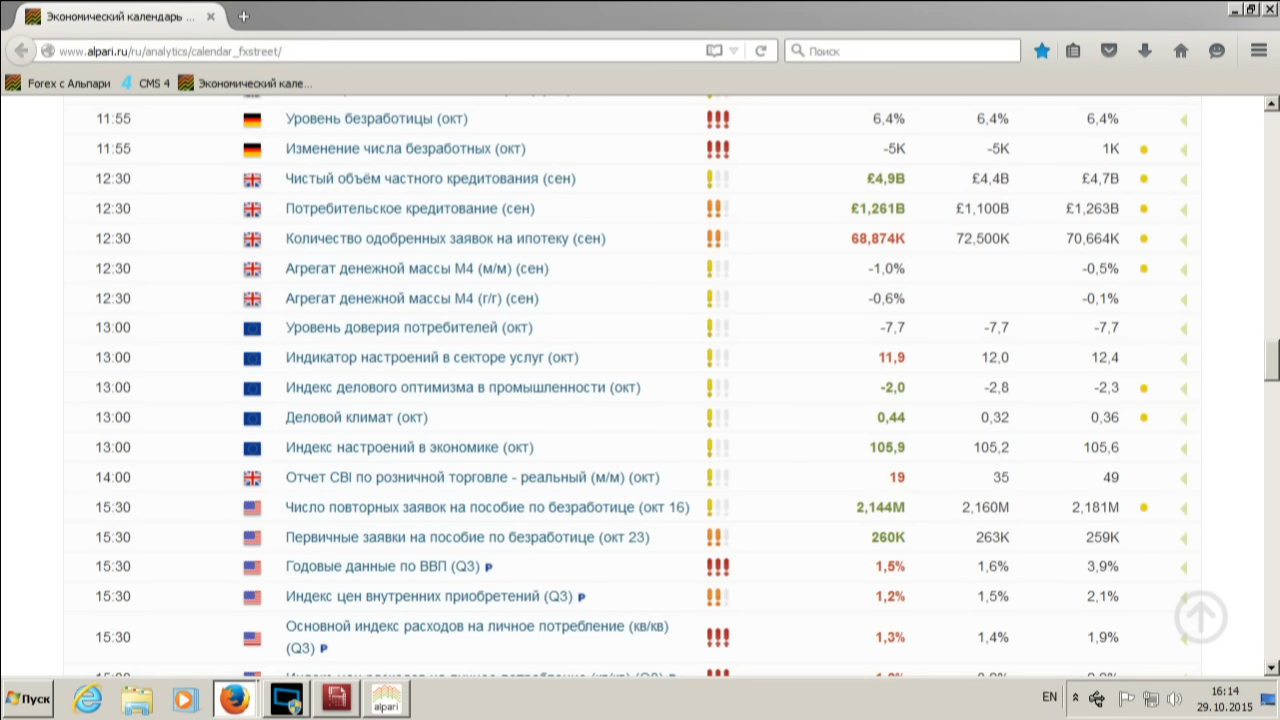 Экономический календарь ...
www.alpari.ru/ru/analytics/calendar_fxstreet/
Поиск
Forex с Альпари
4 CMS 4
Экономический кале...
11:55 Уровень безработицы (окт) 6,4% 6,4% 6,4%
11:55 Изменение числа безработных (окт) -5K -5K 1K
12:30 Чистый объём частного кредитования (сен) £4,9B £4,4B £4,7B
12:30 Потребительское кредитование (сен) £1,261B £1,100B £1,263B
12:30 Количество одобренных заявок на ипотеку (сен) 68,874K 72,500K 70,664K
12:30 Агрегат денежной массы M4 (м/м) (сен) -1,0% -0,5%
12:30 Агрегат денежной массы M4 (г/г) (сен) -0,6% -0,1%
13:00 Уровень доверия потребителей (окт) -7,7 -7,7 -7,7
13:00 Индикатор настроений в секторе услуг (окт) 11,9 12,0 12,4
13:00 Индекс делового оптимизма в промышленности (окт) -2,0 -2,8 -2,3
13:00 Деловой климат (окт) 0,44 0,32 0,36
13:00 Индекс настроений в экономике (окт) 105,9 105,2 105,6
14:00 Отчет CBI по розничной торговле - реальный (м/м) (окт) 19 35 49
15:30 Число повторных заявок на пособие по безработице (окт 16) 2,144M 2,160M 2,181M
15:30 Первичные заявки на пособие по безработице (окт 23) 260K 263K 259K
15:30 Годовые данные по ВВП (Q3) P 1,5% 1,6% 3,9%
15:30 Индекс цен внутренних приобретений (Q3) P 1,2% 1,5% 2,1%
15:30 Основной индекс расходов на личное потребление (кв/кв) 1,3% 1,4% 1,9%
(Q3) P
Пуск
alpari
EN
16:14
29.10.2015